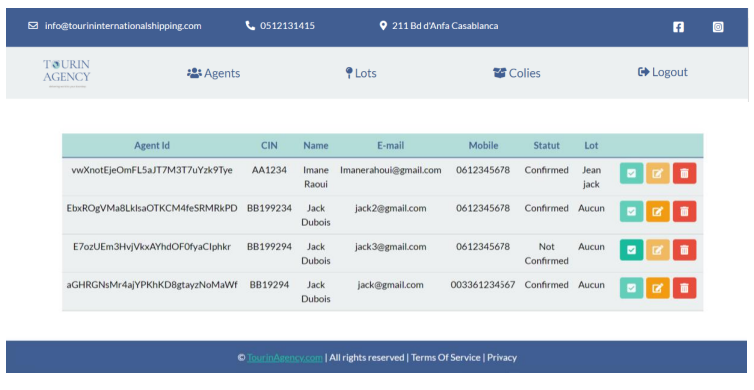 info@tourininternationalshipping.com 0512131415 211 Bd d'Anfa Casablanca
TOURIN
AGENCY
Agents Lots Colies Logout
Agent Id CIN Name E-mail Mobile Statut Lot
vwXnotEjeOmFL5aJT7M3T7uYzk9Tye AA1234 Imane Raoui Imanerahoui@gmail.com 0612345678 Confirmed Jean jack
EbxROgVMa8LklsaOTKCM4feSRMRkPD BB199234 Jack Dubois jack2@gmail.com 0612345678 Confirmed Aucun
E7ozUEm3HvjVkxAYhdOF0fyaCIphkr BB199294 Jack Dubois jack3@gmail.com 0612345678 Not Confirmed Aucun
aGHRGNsMr4ajYPKhKD8gtayzNoMaWf BB19294 Jack Dubois jack@gmail.com 003361234567 Confirmed Aucun
© TourinAgency.com | All rights reserved | Terms Of Service | Privacy